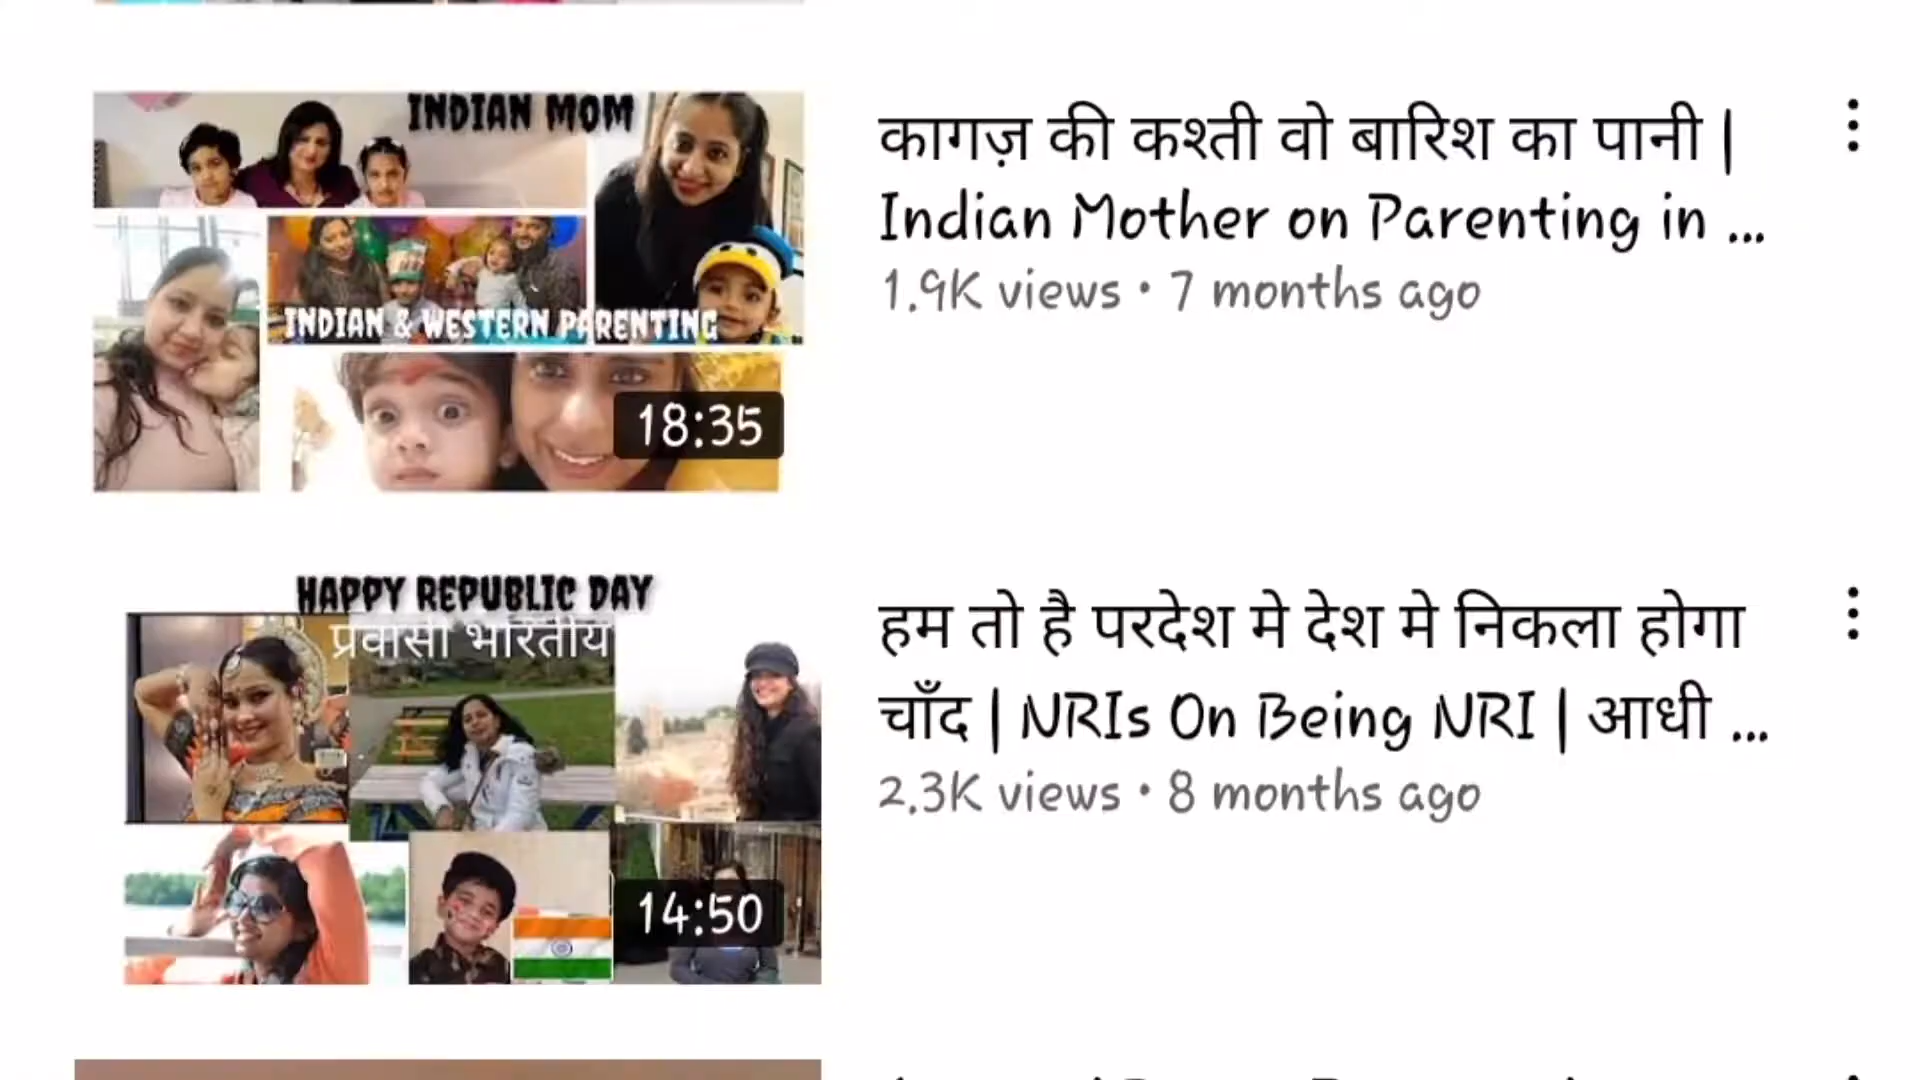 INDIAN MOM
INDIAN & WESTERN PARENTING
18:35
कागज़ की कश्ती वो बारिश का पानी |
Indian Mother on Parenting in ...
1.9K views • 7 months ago
HAPPY REPUBLIC DAY
प्रवासी भारतीय
14:50
हम तो है परदेश मे देश मे निकला होगा
चाँद | NRIs On Being NRI | आधी ...
2.3K views • 8 months ago